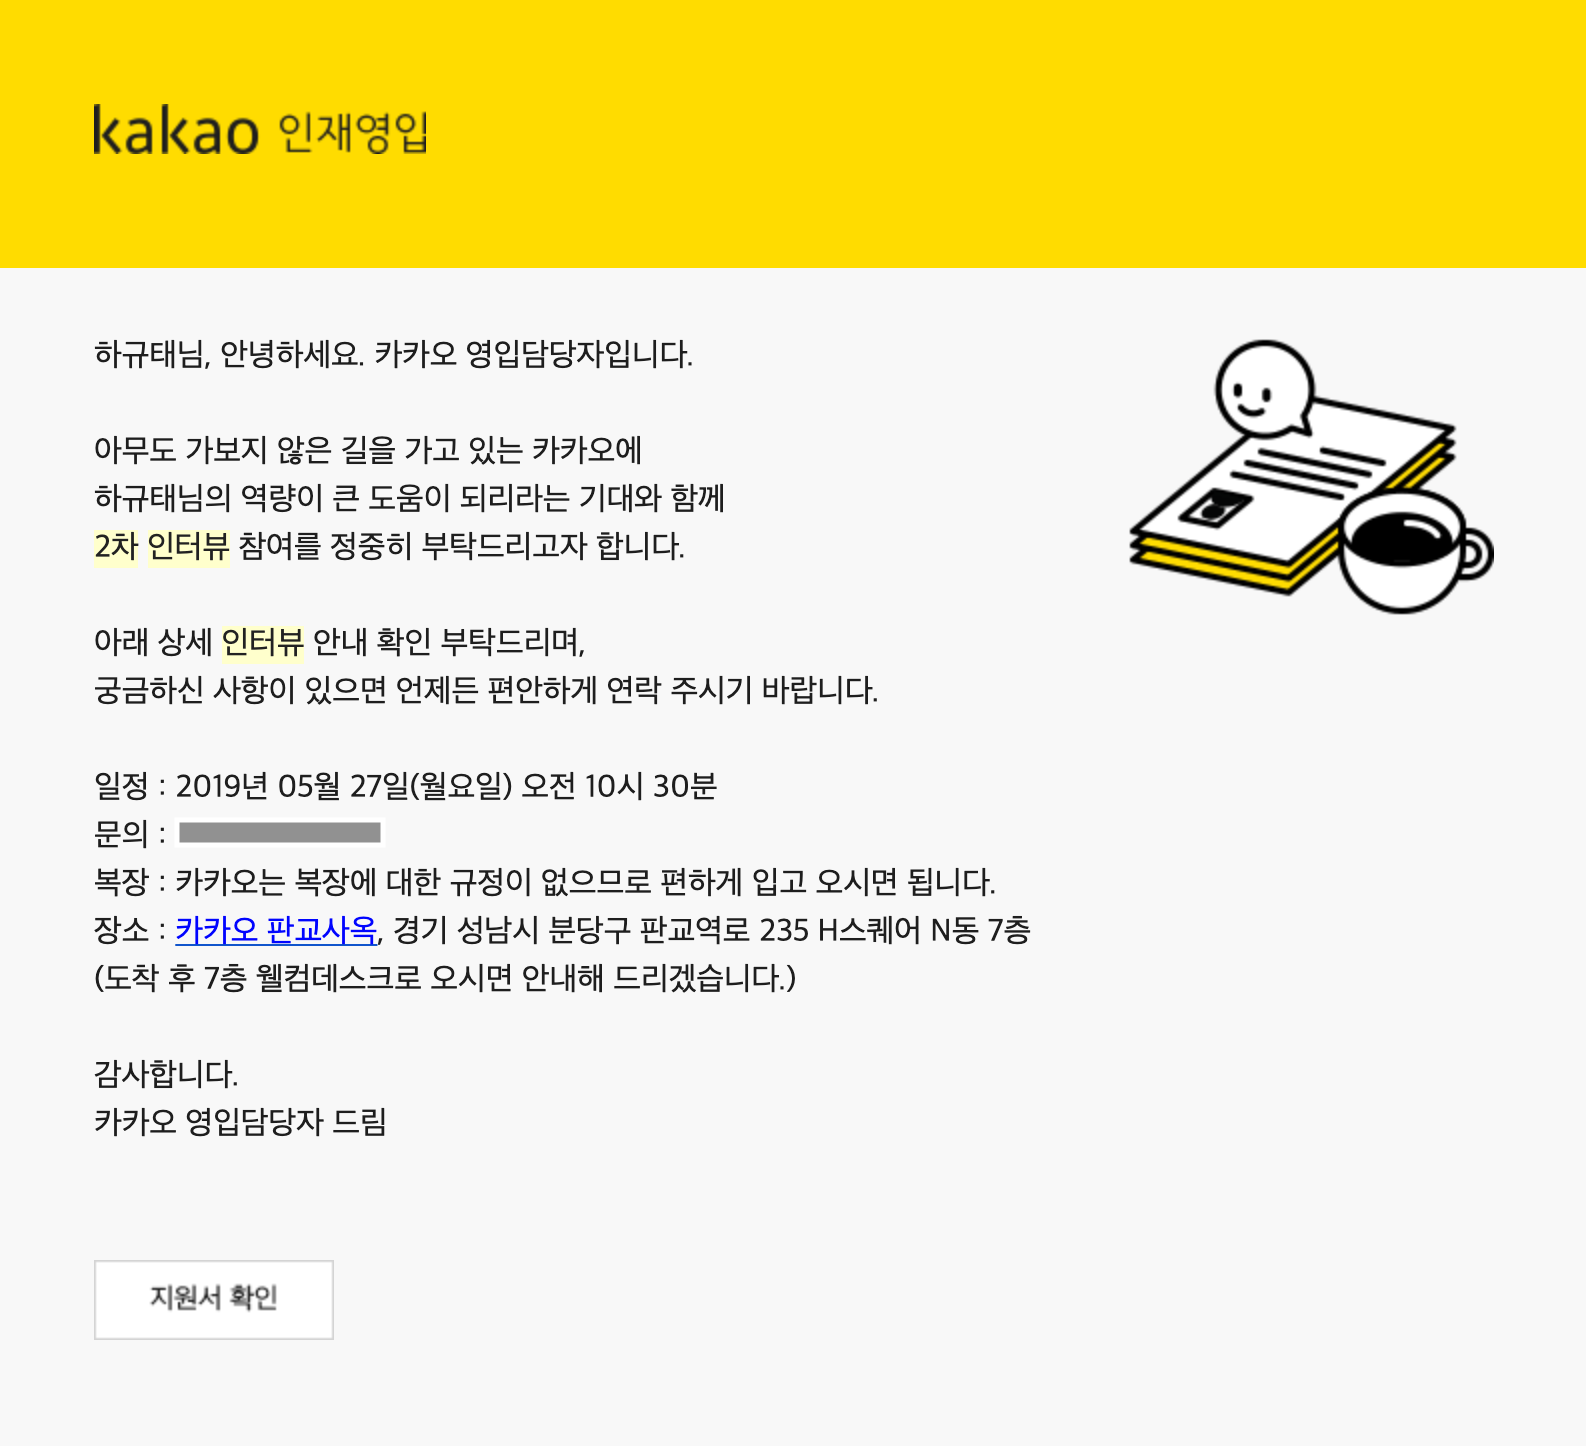 kakao 인재영입
하규태님, 안녕하세요. 카카오 영입담당자입니다.
아무도 가보지 않은 길을 가고 있는 카카오에
하규태님의 역량이 큰 도움이 되리라는 기대와 함께
2차 인터뷰 참여를 정중히 부탁드리고자 합니다.
아래 상세 인터뷰 안내 확인 부탁드리며,
궁금하신 사항이 있으면 언제든 편안하게 연락 주시기 바랍니다.
일정 : 2019년 05월 27일(월요일) 오전 10시 30분
문의 :
복장 : 카카오는 복장에 대한 규정이 없으므로 편하게 입고 오시면 됩니다.
장소 : 카카오 판교사옥, 경기 성남시 분당구 판교역로 235 H스퀘어 N동 7층
(도착 후 7층 웰컴데스크로 오시면 안내해 드리겠습니다.)
감사합니다.
카카오 영입담당자 드림
지원서 확인